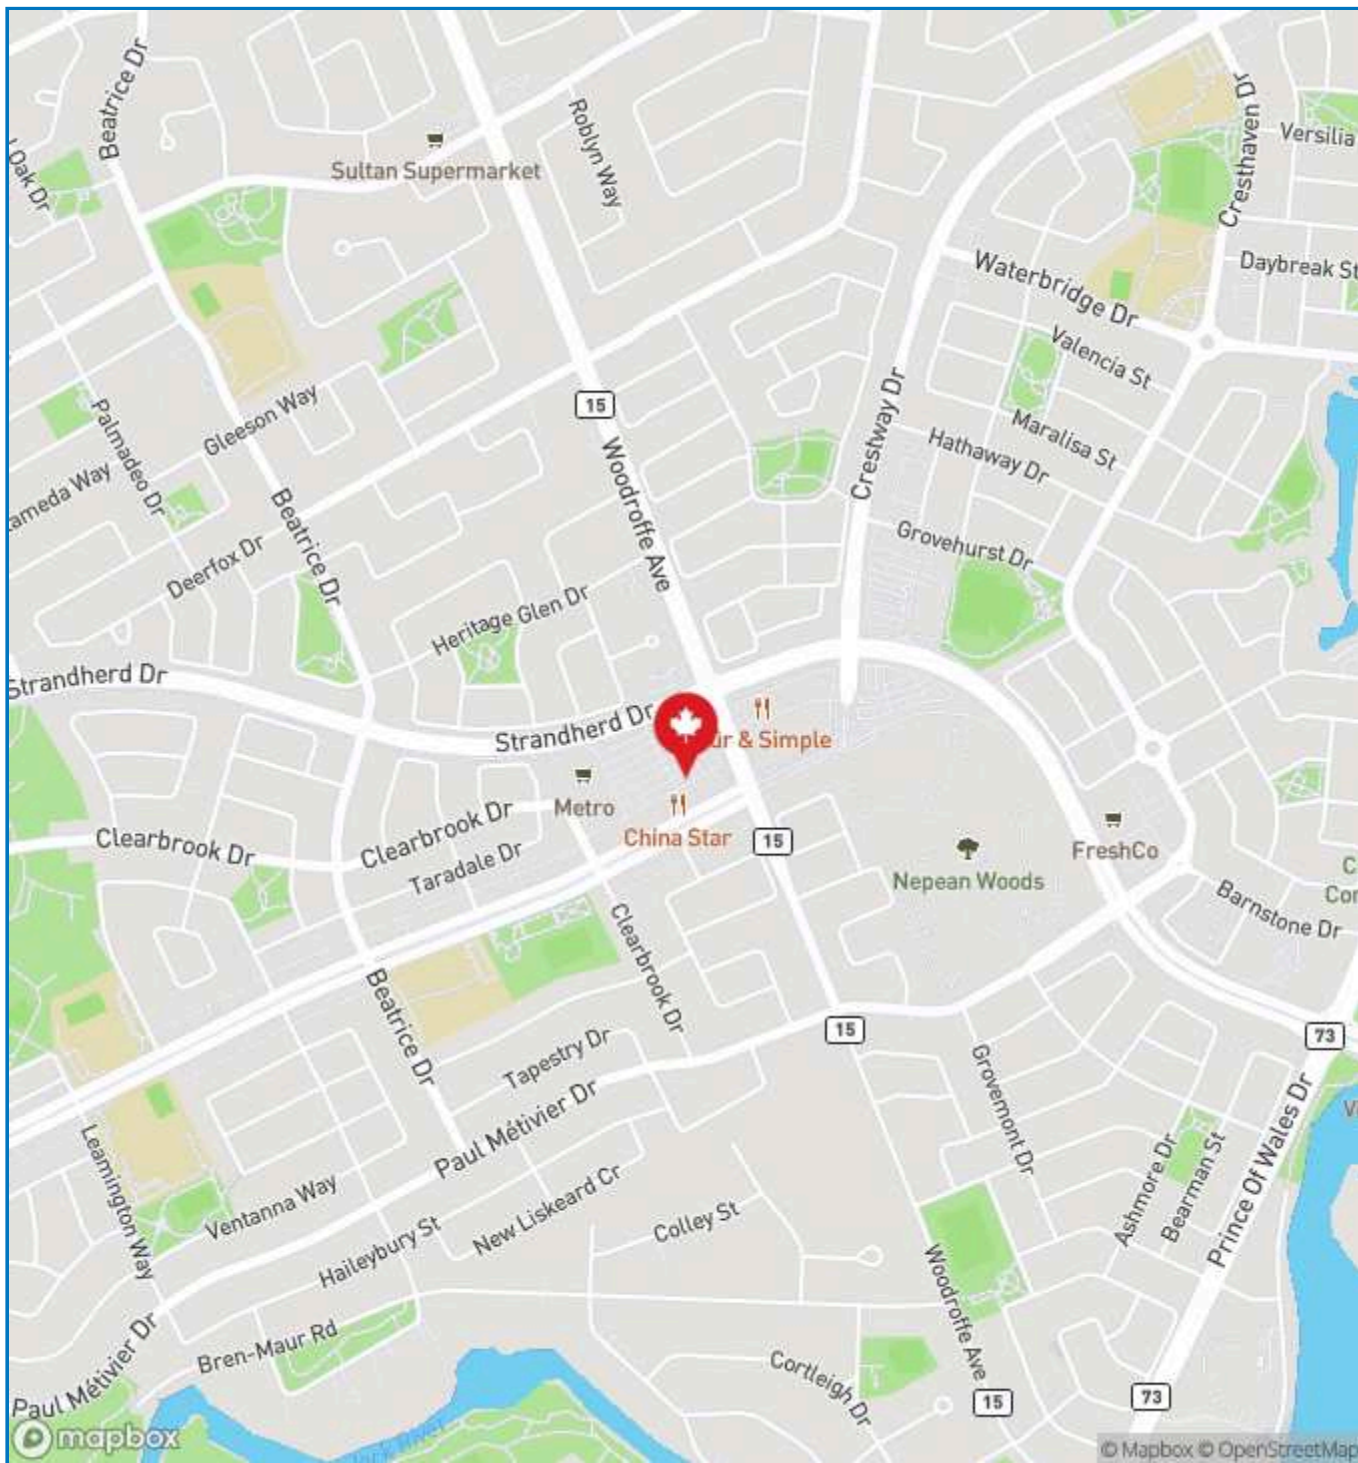 Beatrice Dr
Roblyn Way
Cresthaven Dr
Versilia
Oak Dr
Sultan Supermarket
Waterbridge Dr
Daybreak St
Valencia St
15
Gleeson Way
Palmadeo Dr
Crestway Dr
Maralisa St
Hathaway Dr
Woodroffe Ave
ameda Way
Beatrice Dr
Deerfox Dr
Grovehurst Dr
Heritage Glen Dr
Strandherd Dr
Strandherd Dr
ur & Simple
Metro
Clearbrook Dr
China Star
15
Clearbrook Dr
Taradale Dr
FreshCo
Nepean Woods
C
Cor
Barnstone Dr
Clearbrook Dr
Beatrice Dr
15
73
Tapestry Dr
Grovemont Dr
Paul Métivier Dr
Prince Of Wales Dr
Leamington Way
Ashmore Dr
Bearman St
Ventanna Way
New Liskeard Cr
Colley St
Haileybury St
Woodroffe Ave
Bren-Maur Rd
Cortleigh Dr
Paul Métivier Dr
15
73
mapbox
River
© Mapbox © OpenStreetMap